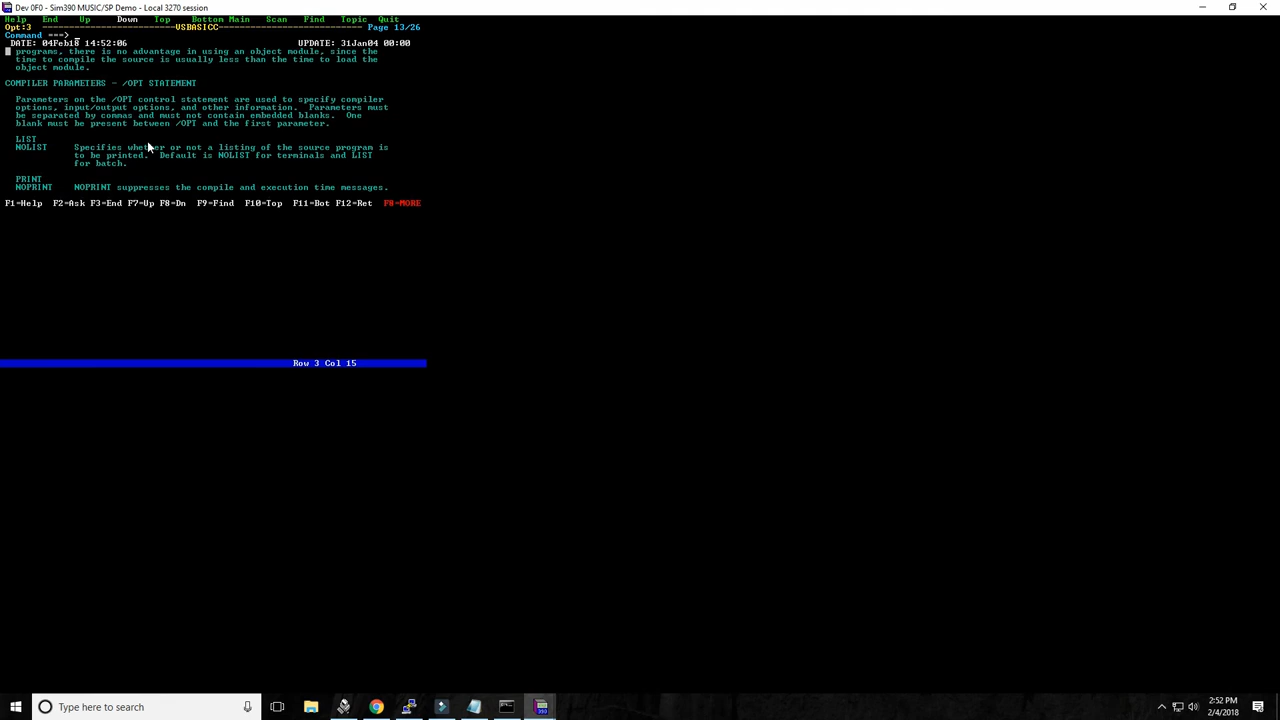 Dev 0F0 - Sim390 MUSIC/SP Demo - Local 3270 session
Help End Up Down Top Bottom Main Scan Find Topic Quit
Opt:3 -------------------------USBASICC--------------------------- Page 13/26
Command ===> _
DATE: 04Feb18 14:52:06 UPDATE: 31Jan04 00:00
programs, there is no advantage in using an object module, since the
time to compile the source is usually less than the time to load the
object module.
COMPILER PARAMETERS - /OPT STATEMENT
Parameters on the /OPT control statement are used to specify compiler
options, input/output options, and other information. Parameters must
be separated by commas and must not contain embedded blanks. One
blank must be present between /OPT and the first parameter.
LIST
NOLIST Specifies whether or not a listing of the source program is
to be printed. Default is NOLIST for terminals and LIST
for batch.
PRINT
NOPRINT NOPRINT suppresses the compile and execution time messages.
F1=Help F2=Ask F3=End F7=Up F8=Dn F9=Find F10=Top F11=Bot F12=Ret F8=MORE
Row 3 Col 15
Type here to search
2:52 PM
2/4/2018